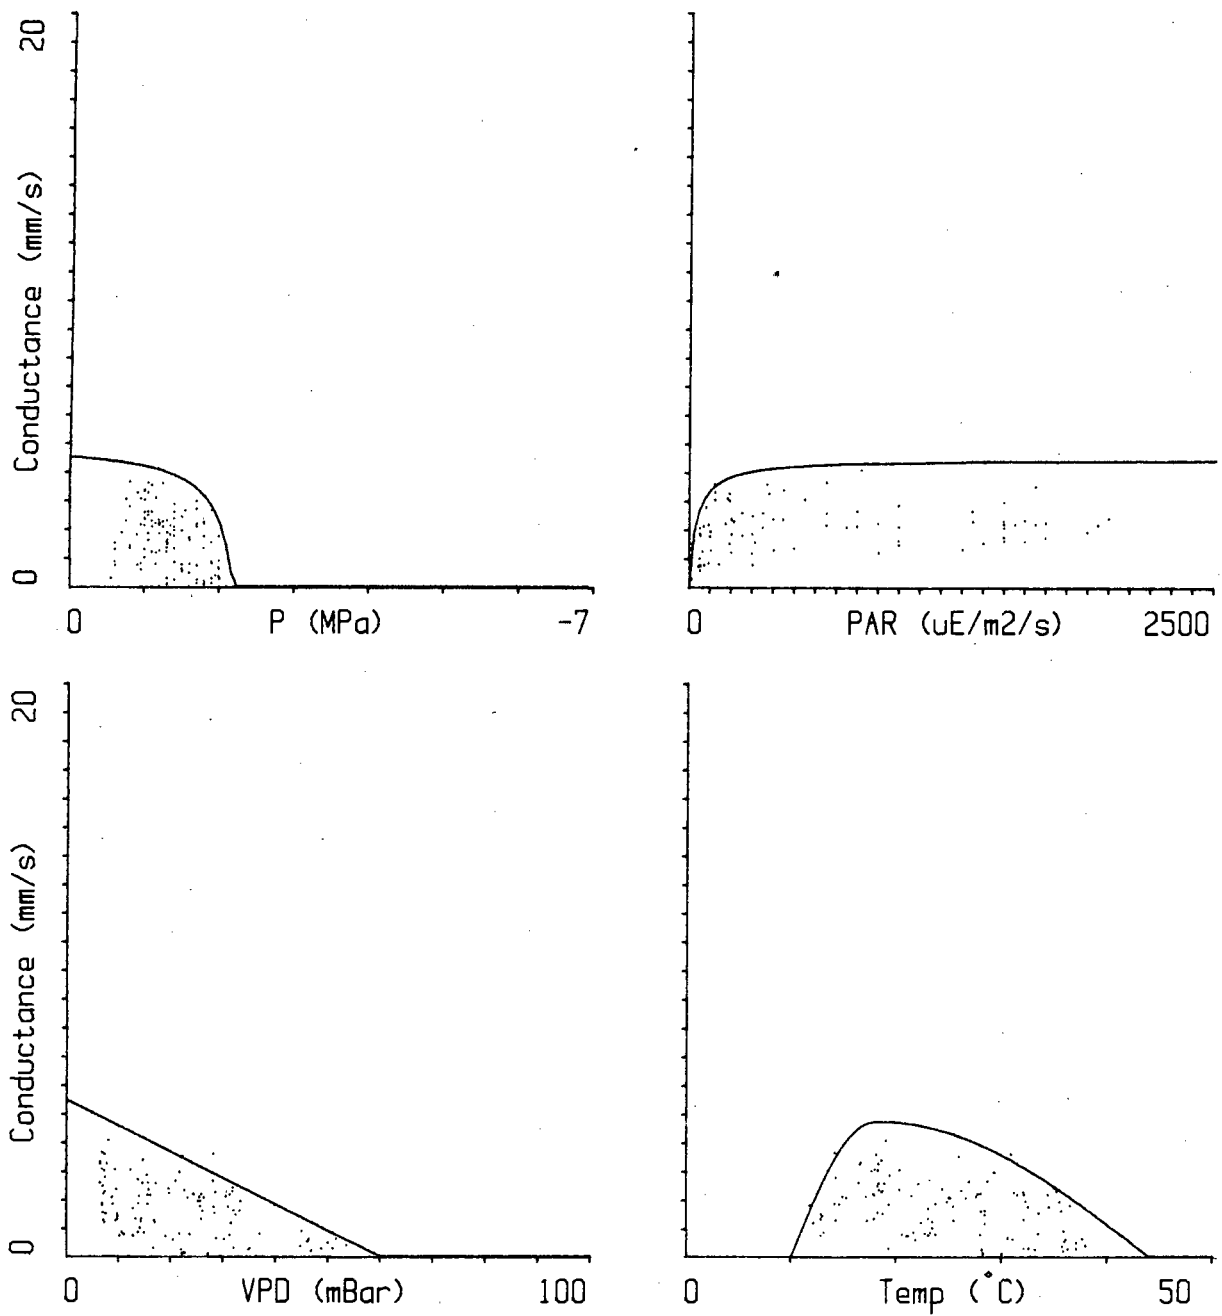 20
Conductance (mm/s)
0
0 P (MPa) -7
0 PAR (uE/m2/s) 2500
20
Conductance (mm/s)
0
0 VPD (mBar) 100
0 Temp (°C) 50